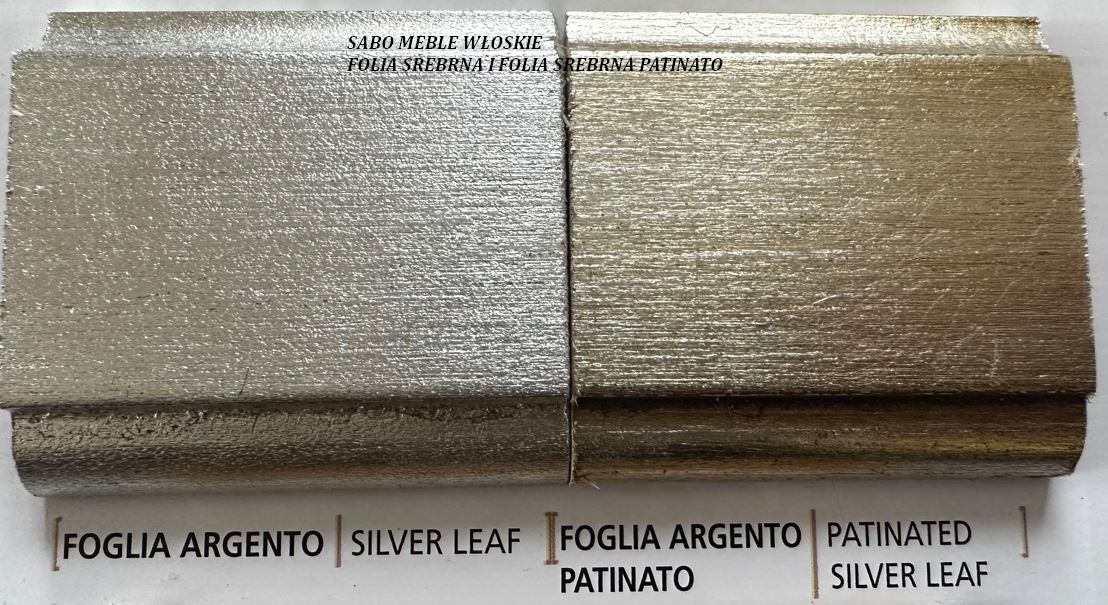 SABO MEBLE WŁOSKIE
FOLIA SREBRNA I FOLIA SREBRNA PATINATO
FOGLIA ARGENTO | SILVER LEAF
FOGLIA ARGENTO | PATINATED
PATINATO SILVER LEAF